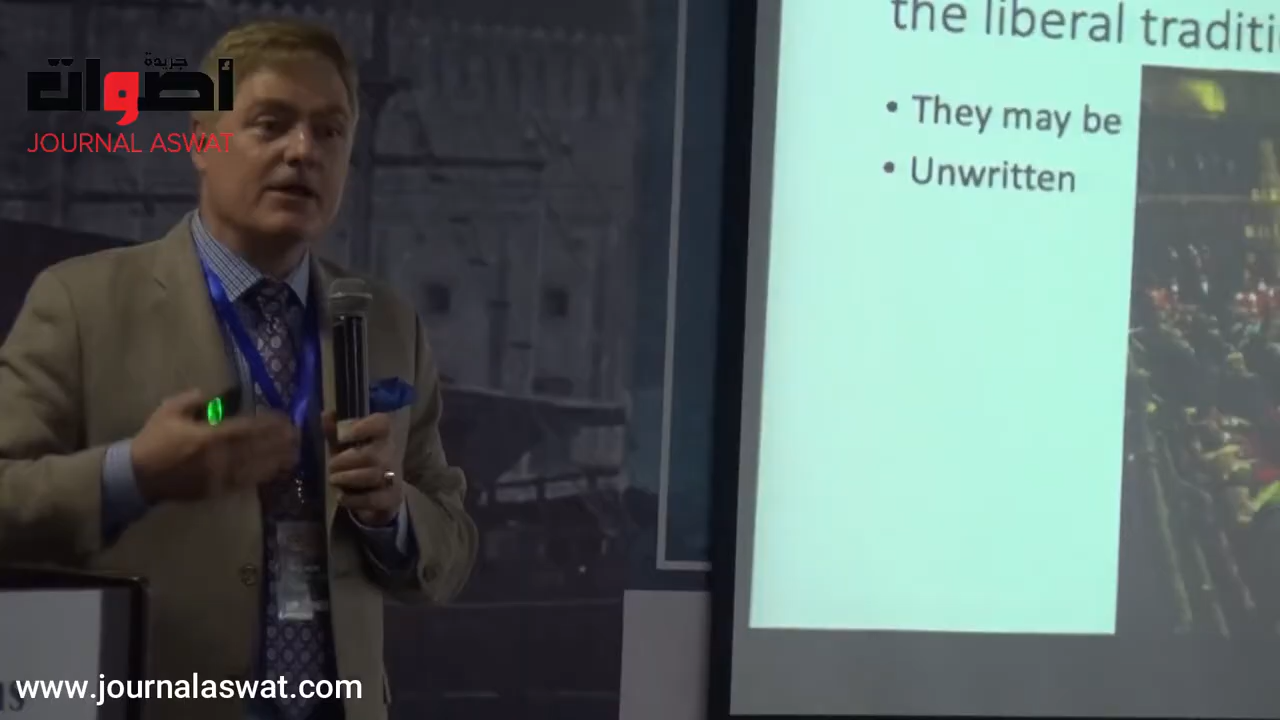 جريدة
أصوات
JOURNAL ASWAT
the liberal traditi
• They may be
• Unwritten
www.journalaswat.com